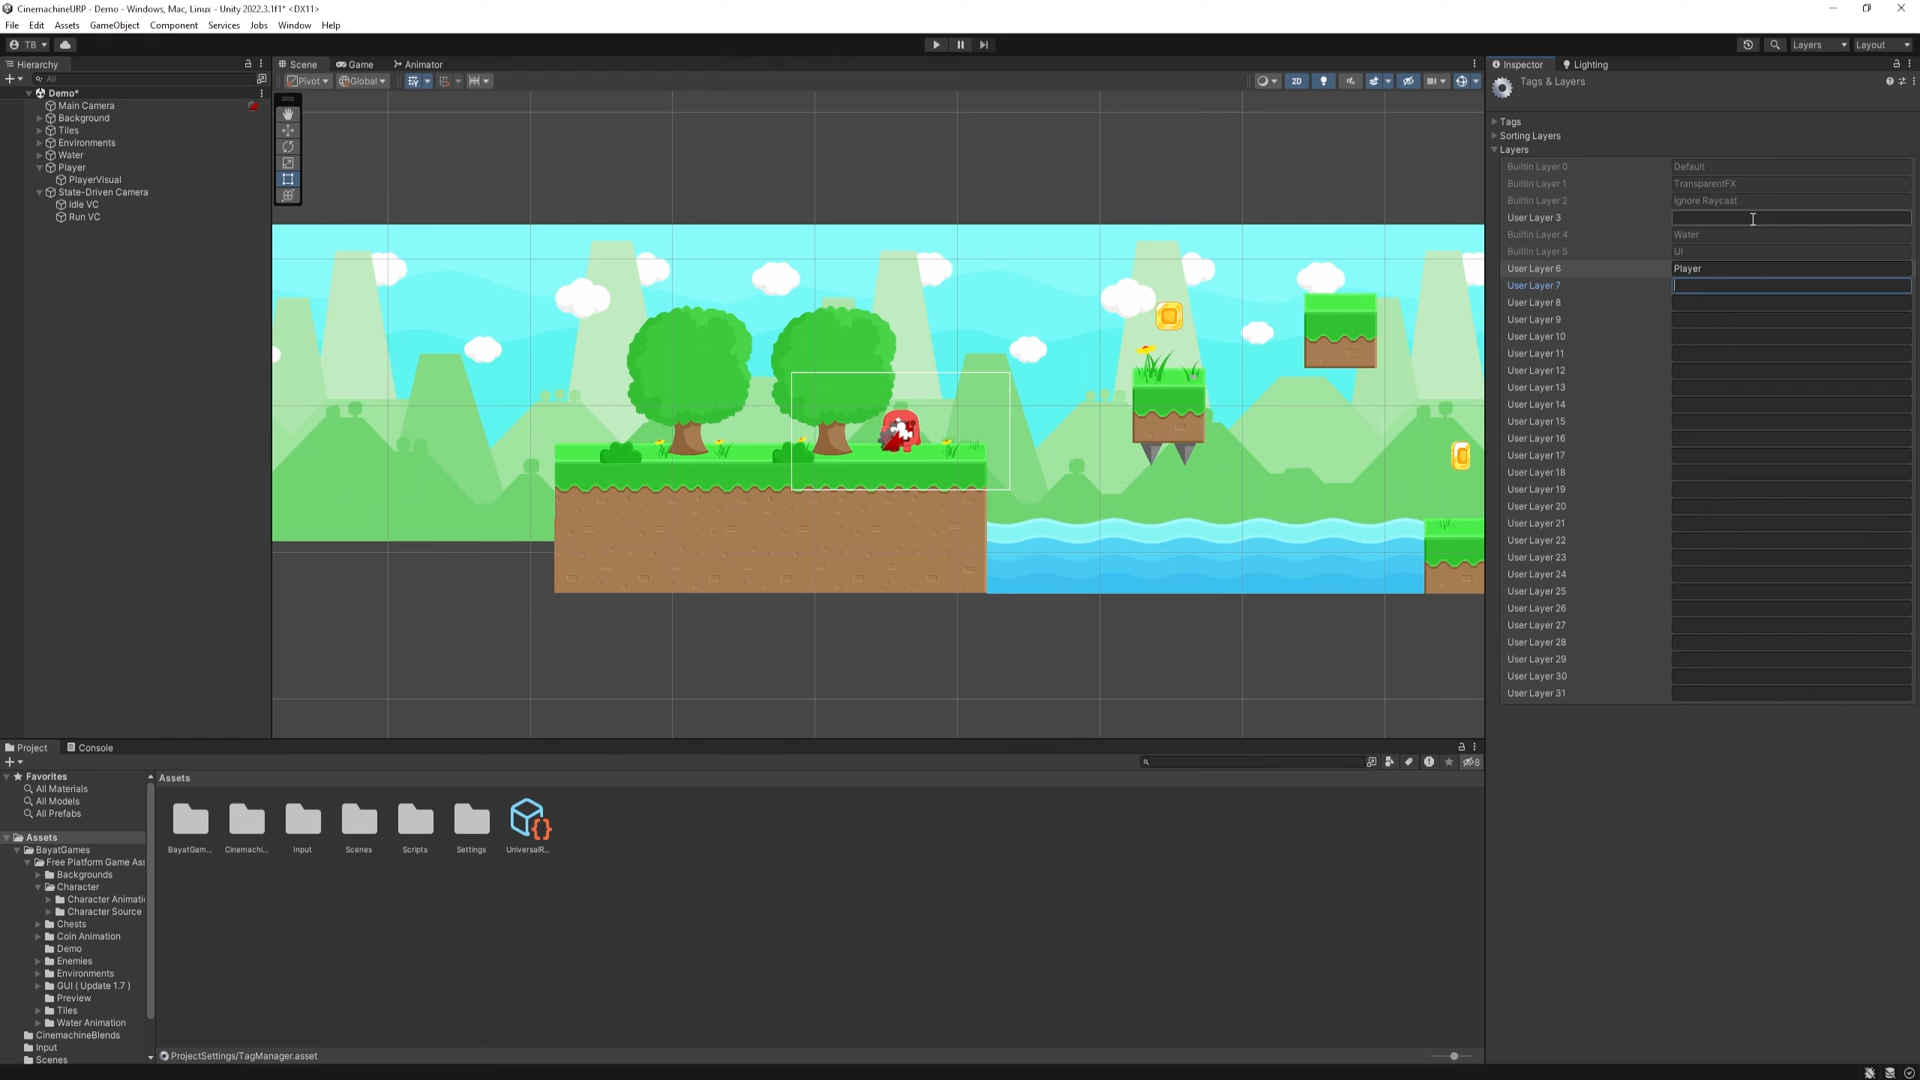 CinemachineURP - Demo - Windows, Mac, Linux - Unity 2022.3.1f1* <DX11>
File Edit Assets GameObject Component Services Jobs Window Help
TB
Layers
Layout
Hierarchy
All
Demo*
Main Camera
Background
Tiles
Environments
Water
Player
PlayerVisual
State-Driven Camera
Idle VC
Run VC
Scene
Game
Animator
Pivot
Global
2D
Inspector
Lighting
Tags & Layers
Tags
Sorting Layers
Layers
Builtin Layer 0 Default
Builtin Layer 1 TransparentFX
Builtin Layer 2 Ignore Raycast
User Layer 3
Builtin Layer 4 Water
Builtin Layer 5 UI
User Layer 6 Player
User Layer 7
User Layer 8
User Layer 9
User Layer 10
User Layer 11
User Layer 12
User Layer 13
User Layer 14
User Layer 15
User Layer 16
User Layer 17
User Layer 18
User Layer 19
User Layer 20
User Layer 21
User Layer 22
User Layer 23
User Layer 24
User Layer 25
User Layer 26
User Layer 27
User Layer 28
User Layer 29
User Layer 30
User Layer 31
Project
Console
8
Favorites
All Materials
All Models
All Prefabs
Assets
BayatGames
Free Platform Game Ass
Backgrounds
Character
Character Animati
Character Source
Chests
Coin Animation
Demo
Enemies
Environments
GUI ( Update 1.7 )
Preview
Tiles
Water Animation
CinemachineBlends
Input
Scenes
Assets
BayatGam...
Cinemachi...
Input
Scenes
Scripts
Settings
UniversalR...
ProjectSettings/TagManager.asset